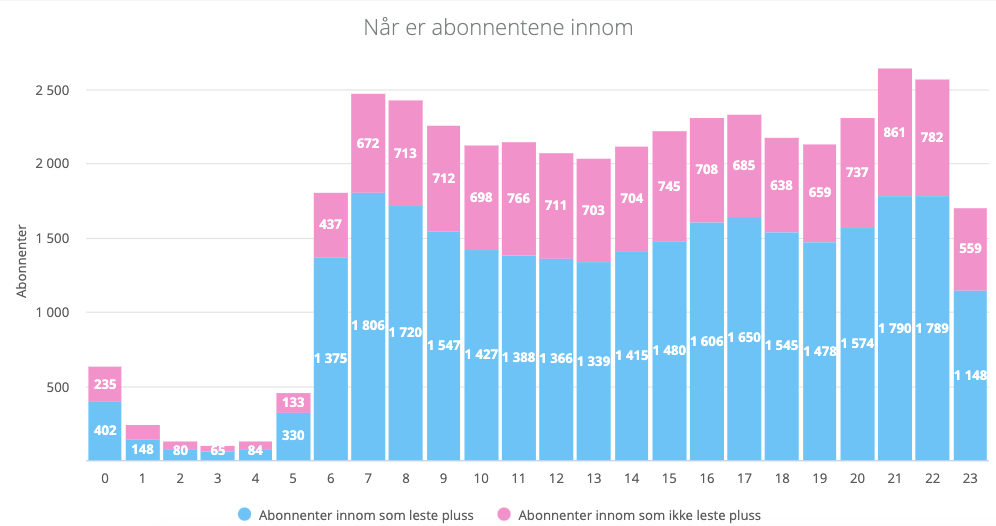 Når er abonnentene innom
Abonnenter
2 500
2 000
1 500
1 000
500
235 133 437 672 713 712 698 766 711 703 704 745 708 685 638 659 737 861 782 559
402 148 80 65 84 330 1 375 1 806 1 720 1 547 1 427 1 388 1 366 1 339 1 415 1 480 1 606 1 650 1 545 1 478 1 574 1 790 1 789 1 148
0 1 2 3 4 5 6 7 8 9 10 11 12 13 14 15 16 17 18 19 20 21 22 23
Abonnenter innom som leste pluss Abonnenter innom som ikke leste pluss